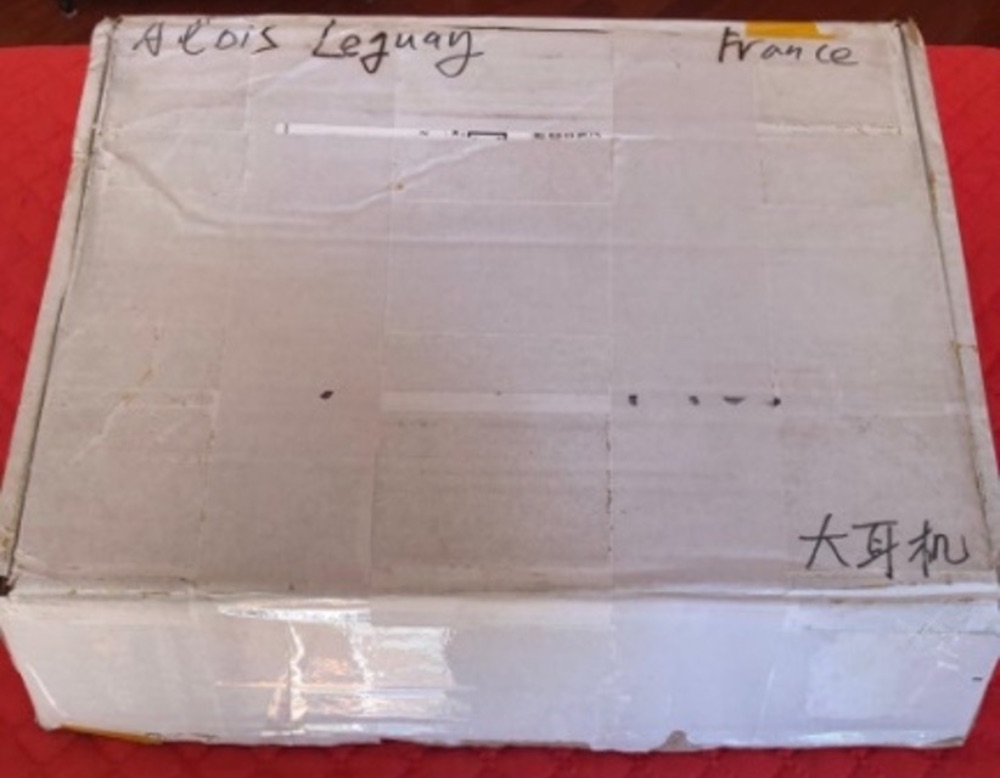 Alois Leguay France
大耳机